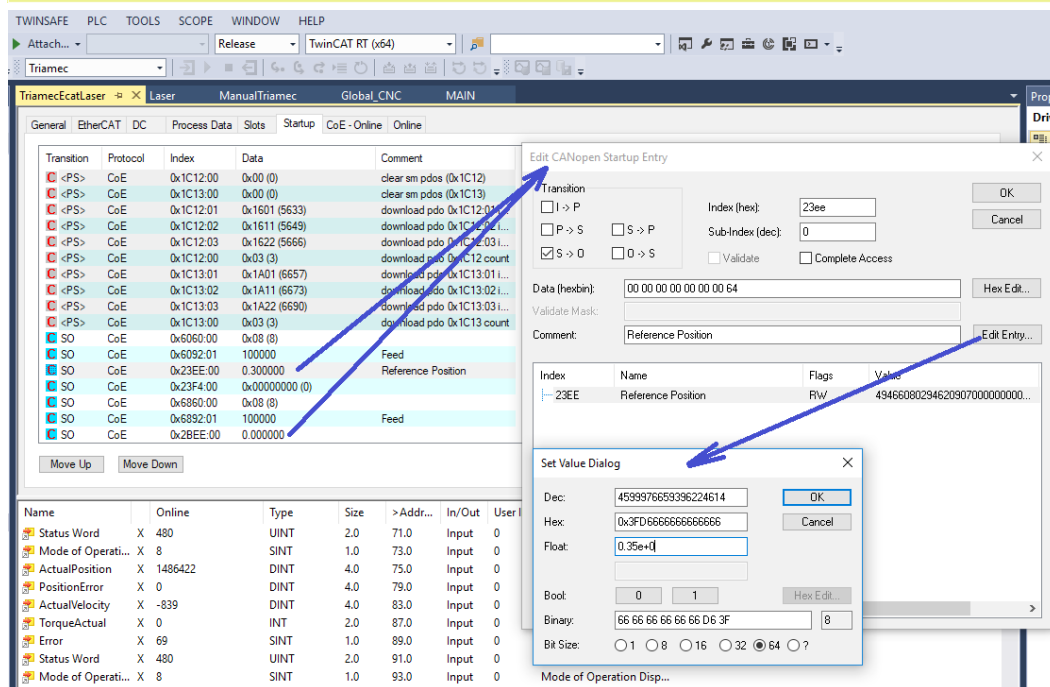 TWINSAFE PLC TOOLS SCOPE WINDOW HELP
Attach... Release TwinCAT RT (x64)
Triamec
TriamecEcatLaser Laser ManualTriamec Global_CNC MAIN Prop
General EtherCAT DC Process Data Slots Startup CoE - Online Online Dri
Transition Protocol Index Data Comment
C <PS> CoE 0x1C12:00 0x00 (0) clear sm pdos (0x1C12)
C <PS> CoE 0x1C13:00 0x00 (0) clear sm pdos (0x1C13)
C <PS> CoE 0x1C12:01 0x1601 (5633) download pdo 0x1C12:01 i...
C <PS> CoE 0x1C12:02 0x1611 (5649) download pdo 0x1C12:02 i...
C <PS> CoE 0x1C12:03 0x1622 (5666) download pdo 0x1C12:03 i...
C <PS> CoE 0x1C12:00 0x03 (3) download pdo 0x1C12 count
C <PS> CoE 0x1C13:01 0x1A01 (6657) download pdo 0x1C13:01 i...
C <PS> CoE 0x1C13:02 0x1A11 (6673) download pdo 0x1C13:02 i...
C <PS> CoE 0x1C13:03 0x1A22 (6690) download pdo 0x1C13:03 i...
C <PS> CoE 0x1C13:00 0x03 (3) download pdo 0x1C13 count
C SO CoE 0x6060:00 0x08 (8)
C SO CoE 0x6092:01 100000 Feed
C SO CoE 0x23EE:00 0.300000 Reference Position
C SO CoE 0x23F4:00 0x00000000 (0)
C SO CoE 0x6860:00 0x08 (8)
C SO CoE 0x6892:01 100000 Feed
C SO CoE 0x2BEE:00 0.000000
Move Up Move Down
Edit CANopen Startup Entry
Transition
I -> P
P -> S S -> P
S -> O O -> S
Index (hex): 23ee
Sub-Index (dec): 0
Validate Complete Access
OK
Cancel
Data (hexbin): 00 00 00 00 00 00 00 64 Hex Edit...
Validate Mask:
Comment: Reference Position Edit Entry...
Index Name Flags Value
23EE Reference Position RW 49466080294620907000000000...
Set Value Dialog
Dec: 4599976659396224614 OK
Hex: 0x3FD6666666666666 Cancel
Float: 0.35e+0
Bool: 0 1 Hex Edit...
Binary: 66 66 66 66 66 66 D6 3F 8
Bit Size: 1 8 16 32 64 ?
Name Online Type Size >Addr... In/Out User I
Status Word X 480 UINT 2.0 71.0 Input 0
Mode of Operati... X 8 SINT 1.0 73.0 Input 0
ActualPosition X 1486422 DINT 4.0 75.0 Input 0
PositionError X 0 DINT 4.0 79.0 Input 0
ActualVelocity X -839 DINT 4.0 83.0 Input 0
TorqueActual X 0 INT 2.0 87.0 Input 0
Error X 69 SINT 1.0 89.0 Input 0
Status Word X 480 UINT 2.0 91.0 Input 0
Mode of Operati... X 8 SINT 1.0 93.0 Input 0 Mode of Operation Disp...